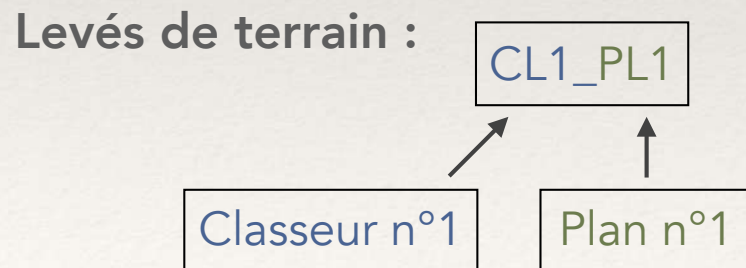 Levés de terrain :
CL1_PL1
Classeur n°1
Plan n°1